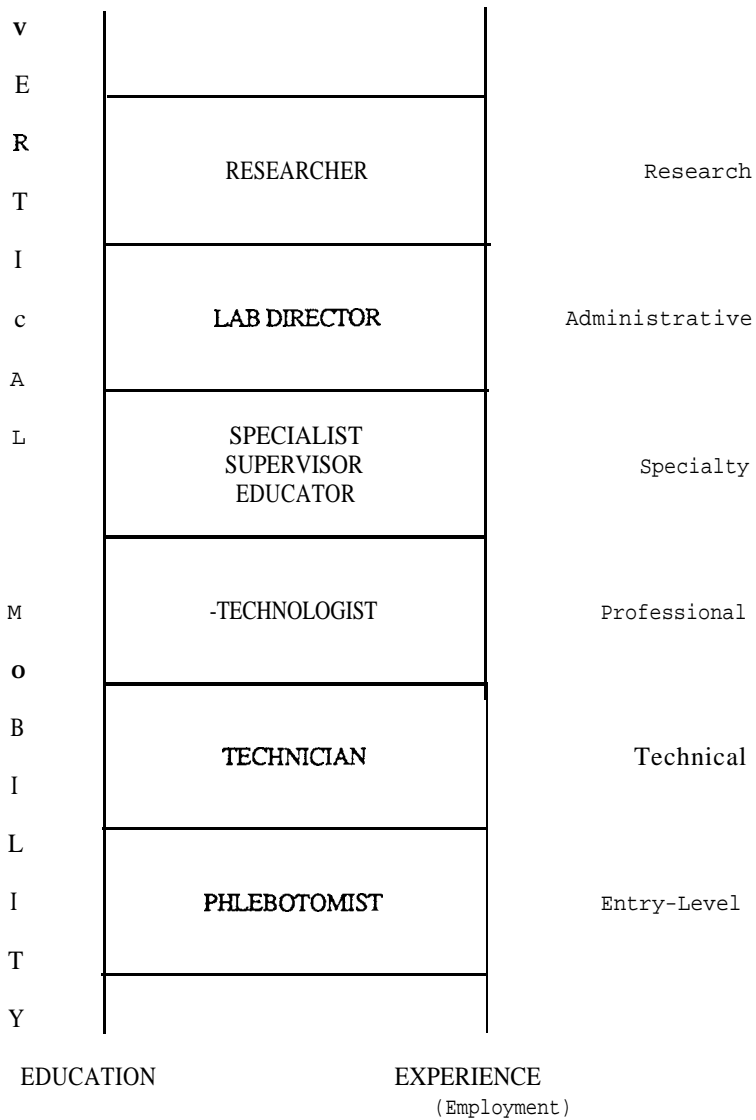 v
E
R
T
I
c
A
L
M
o
B
I
L
I
T
Y
RESEARCHER
Research
LAB DIRECTOR
Administrative
SPECIALIST
SUPERVISOR
EDUCATOR
Specialty
-TECHNOLOGIST
Professional
TECHNICIAN
Technical
PHLEBOTOMIST
Entry-Level
EDUCATION EXPERIENCE
(Employment)